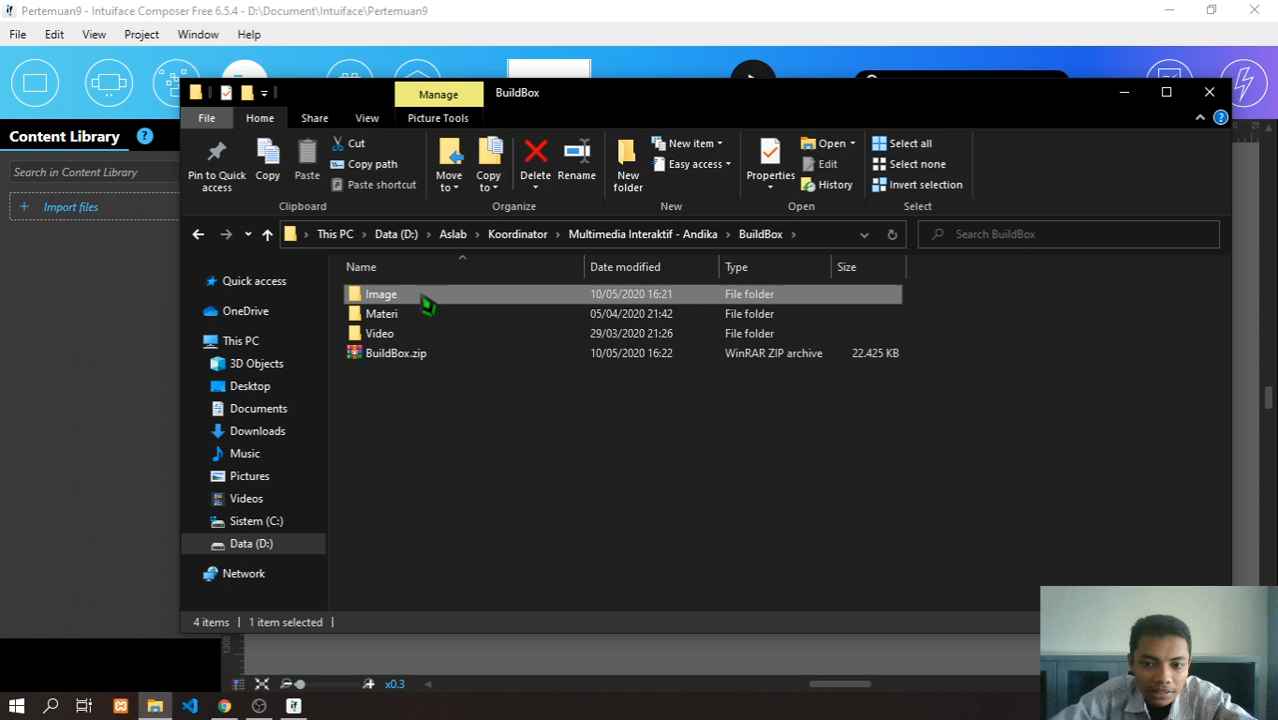 Pertemuan9 - Intuiface Composer Free 6.5.4 - D:\Document\Intuiface\Pertemuan9
File Edit View Project Window Help
Manage BuildBox
File Home Share View Picture Tools
Content Library
Search in Content Library
Import files
Pin to Quick access
Copy
Paste
Cut
Copy path
Paste shortcut
Clipboard
Move to
Copy to
Delete
Rename
Organize
New folder
New item
Easy access
New
Properties
Open
Edit
History
Open
Select all
Select none
Invert selection
Select
This PC > Data (D:) > Aslab > Koordinator > Multimedia Interaktif - Andika > BuildBox >
Search BuildBox
Quick access
OneDrive
This PC
3D Objects
Desktop
Documents
Downloads
Music
Pictures
Videos
Sistem (C:)
Data (D:)
Network
Name Date modified Type Size
Image 10/05/2020 16:21 File folder
Materi 05/04/2020 21:42 File folder
Video 29/03/2020 21:26 File folder
BuildBox.zip 10/05/2020 16:22 WinRAR ZIP archive 22.425 KB
4 items 1 item selected
x0.3